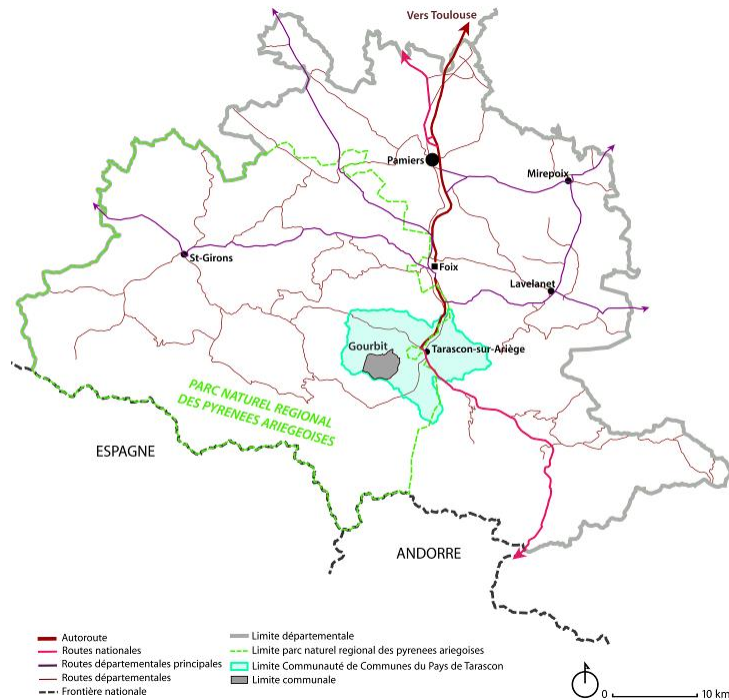 Vers Toulouse
Pamiers
Mirepoix
St-Girons
Foix
Lavelanet
Gourbit
Tarascon-sur-Ariège
PARC NATUREL REGIONAL
DES PYRENEES ARIEGEOISES
ESPAGNE
ANDORRE
Autoroute
Routes nationales
Routes départementales principales
Routes départementales
Frontière nationale
Limite départementale
Limite parc naturel regional des pyrenees ariegoises
Limite Communauté de Communes du Pays de Tarascon
Limite communale
0 10 km